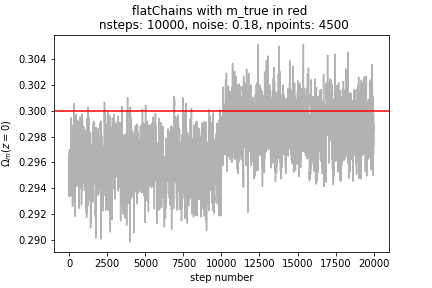 flatChains with m_true in red
nsteps: 10000, noise: 0.18, npoints: 4500
0.304
0.302
0.300
0.298
0.296
0.294
0.292
0.290
Ωm(z = 0)
0 2500 5000 7500 10000 12500 15000 17500 20000
step number